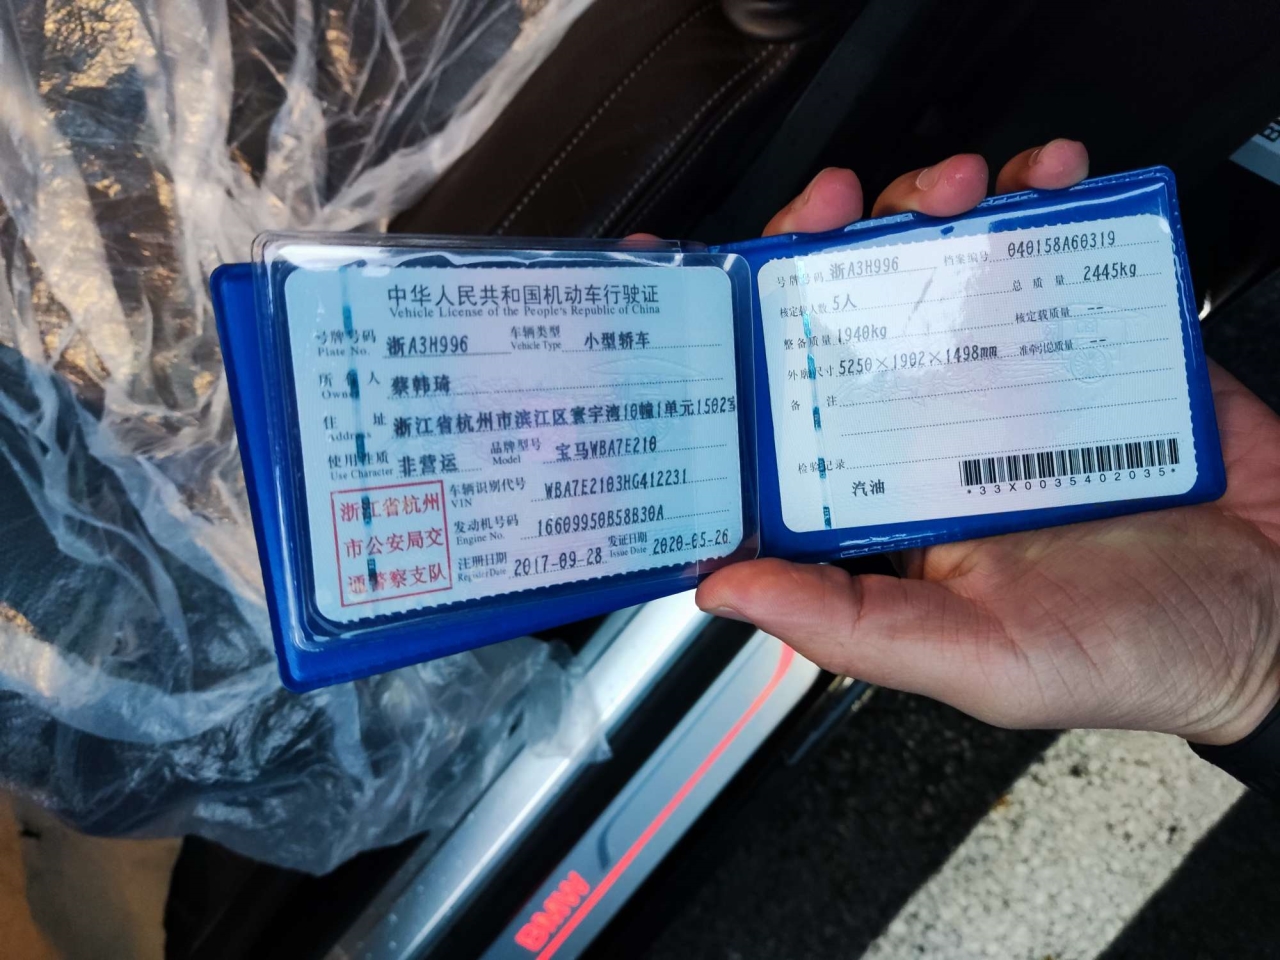 中华人民共和国机动车行驶证
Vehicle License of the People's Republic of China
号牌号码 浙A3H996 车辆类型 小型轿车
Plate No. Vehicle Type
所有人 蔡韩琦
Owner
住址 浙江省杭州市滨江区寰宇湾10幢1单元1502室
Address
使用性质 非营运 品牌型号 宝马WBA7E210
Use Character Model
浙江省杭州
市公安局交
通警察支队
车辆识别代号 WBA7E2103HG412231
VIN
发动机号码 16609950B58B30A
Engine No.
注册日期 2017-09-28 发证日期 2020-05-26
Register Date Issue Date
号牌号码 浙A3H996 档案编号 040158A60319
核定载人数 5人 总质量 2445kg
整备质量 1940kg 核定载质量 --
外廓尺寸 5250×1902×1498mm 准牵引总质量 --
备注
检验记录
汽油
*33X0035402035*
BMW